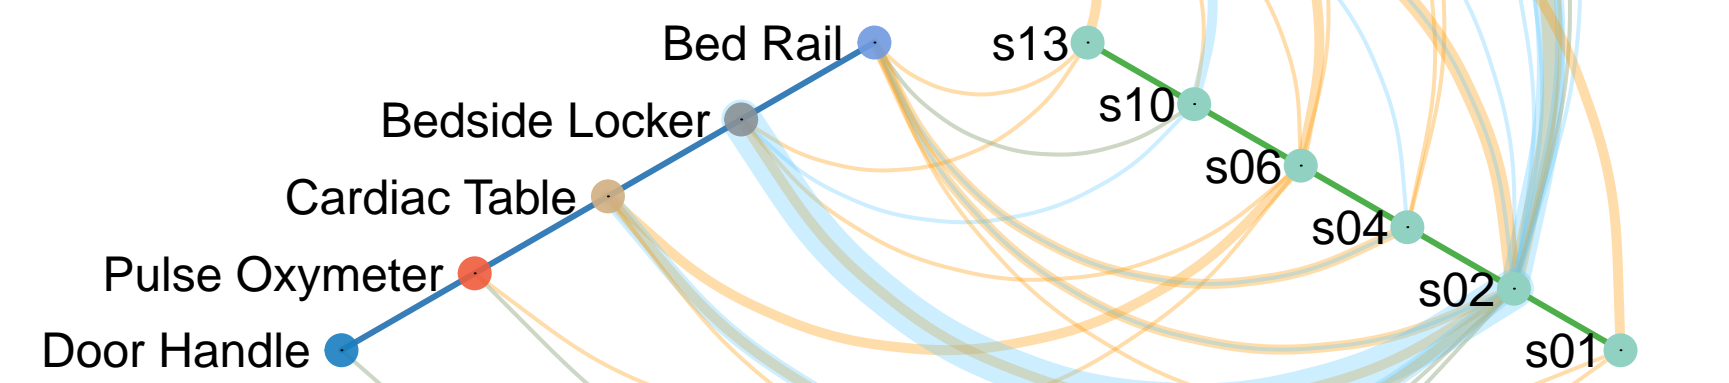 Bed Rail
s13
s10
Bedside Locker
s06
Cardiac Table
s04
Pulse Oxymeter
s02
Door Handle
s01